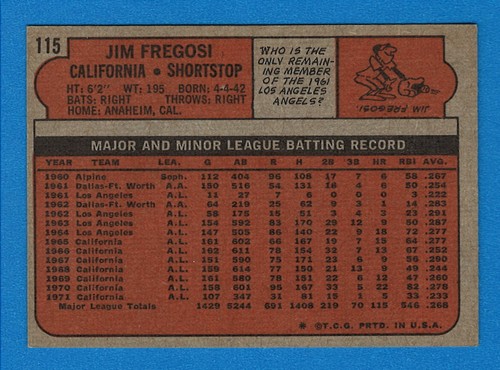 115
JIM FREGOSI
CALIFORNIA • SHORTSTOP
HT: 6'2" WT: 195 BORN: 4-4-42
BATS: RIGHT THROWS: RIGHT
HOME: ANAHEIM, CAL.
WHO IS THE
ONLY REMAIN-
ING MEMBER
OF THE 1961
LOS ANGELES
ANGELS?
JIM FREGOSI.
MAJOR AND MINOR LEAGUE BATTING RECORD
YEAR TEAM LEA. G AB R H 2B 3B HR RBI AVG.
1960 Alpine Soph. 112 404 96 108 17 7 6 58 .267
1961 Dallas-Ft. Worth A.A. 150 516 54 131 16 4 6 50 .254
1961 Los Angeles A.L. 11 27 7 6 0 0 0 3 .222
1962 Dallas-Ft. Worth A.A. 64 219 25 62 9 3 1 14 .283
1962 Los Angeles A.L. 58 175 15 51 3 4 3 23 .291
1963 Los Angeles A.L. 154 592 83 170 29 12 9 50 .287
1964 Los Angeles A.L. 147 505 86 140 22 9 18 72 .277
1965 California A.L. 161 602 66 167 19 7 15 64 .277
1966 California A.L. 162 611 78 154 32 7 13 67 .252
1967 California A.L. 151 590 75 171 23 6 9 56 .290
1968 California A.L. 159 614 77 150 21 13 9 49 .244
1969 California A.L. 161 580 78 151 22 6 12 47 .260
1970 California A.L. 158 601 95 167 33 5 22 82 .278
1971 California A.L. 107 347 31 81 15 1 5 33 .233
Major League Totals 1429 5244 691 1408 219 70 115 546 .268
© T.C.G. PRTD. IN U.S.A.